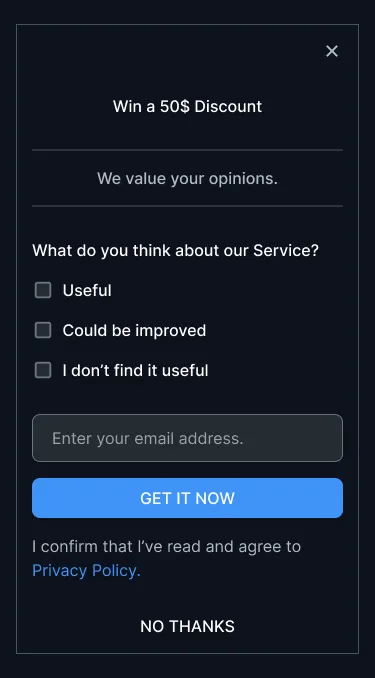 Win a 50$ Discount
We value your opinions.
What do you think about our Service?
Useful
Could be improved
I don’t find it useful
Enter your email address.
GET IT NOW
I confirm that I’ve read and agree to
Privacy Policy.
NO THANKS